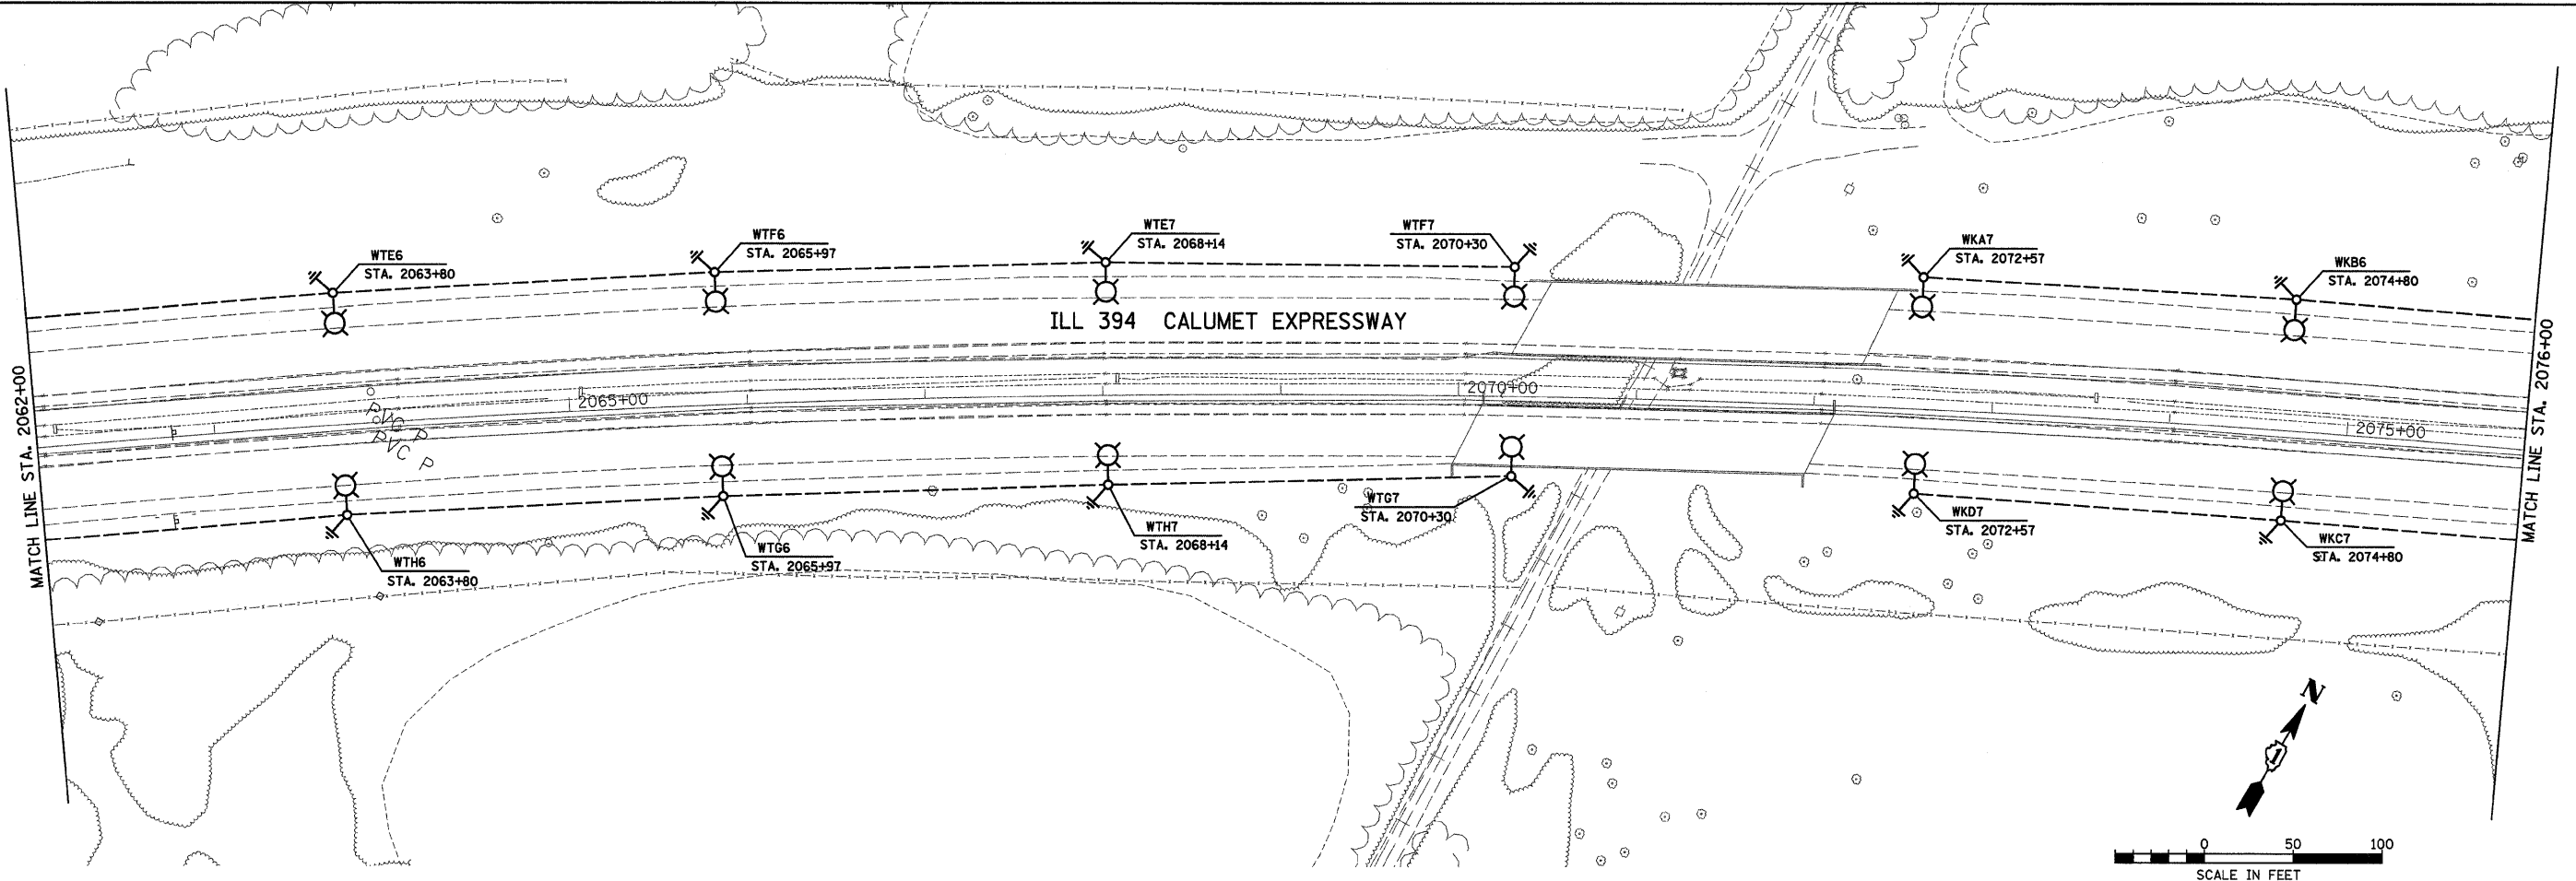 WTE6
STA. 2063+80
WTF6
STA. 2065+97
WTE7
STA. 2068+14
WTF7
STA. 2070+30
WKA7
STA. 2072+57
WKB6
STA. 2074+80
ILL 394 CALUMET EXPRESSWAY
MATCH LINE STA. 2062+00
MATCH LINE STA. 2076+00
2065+00
2070+00
2075+00
PVC P
PVC P
WTH6
STA. 2063+80
WTG6
STA. 2065+97
WTH7
STA. 2068+14
WTG7
STA. 2070+30
WKD7
STA. 2072+57
WKC7
STA. 2074+80
N
1
0 50 100
SCALE IN FEET